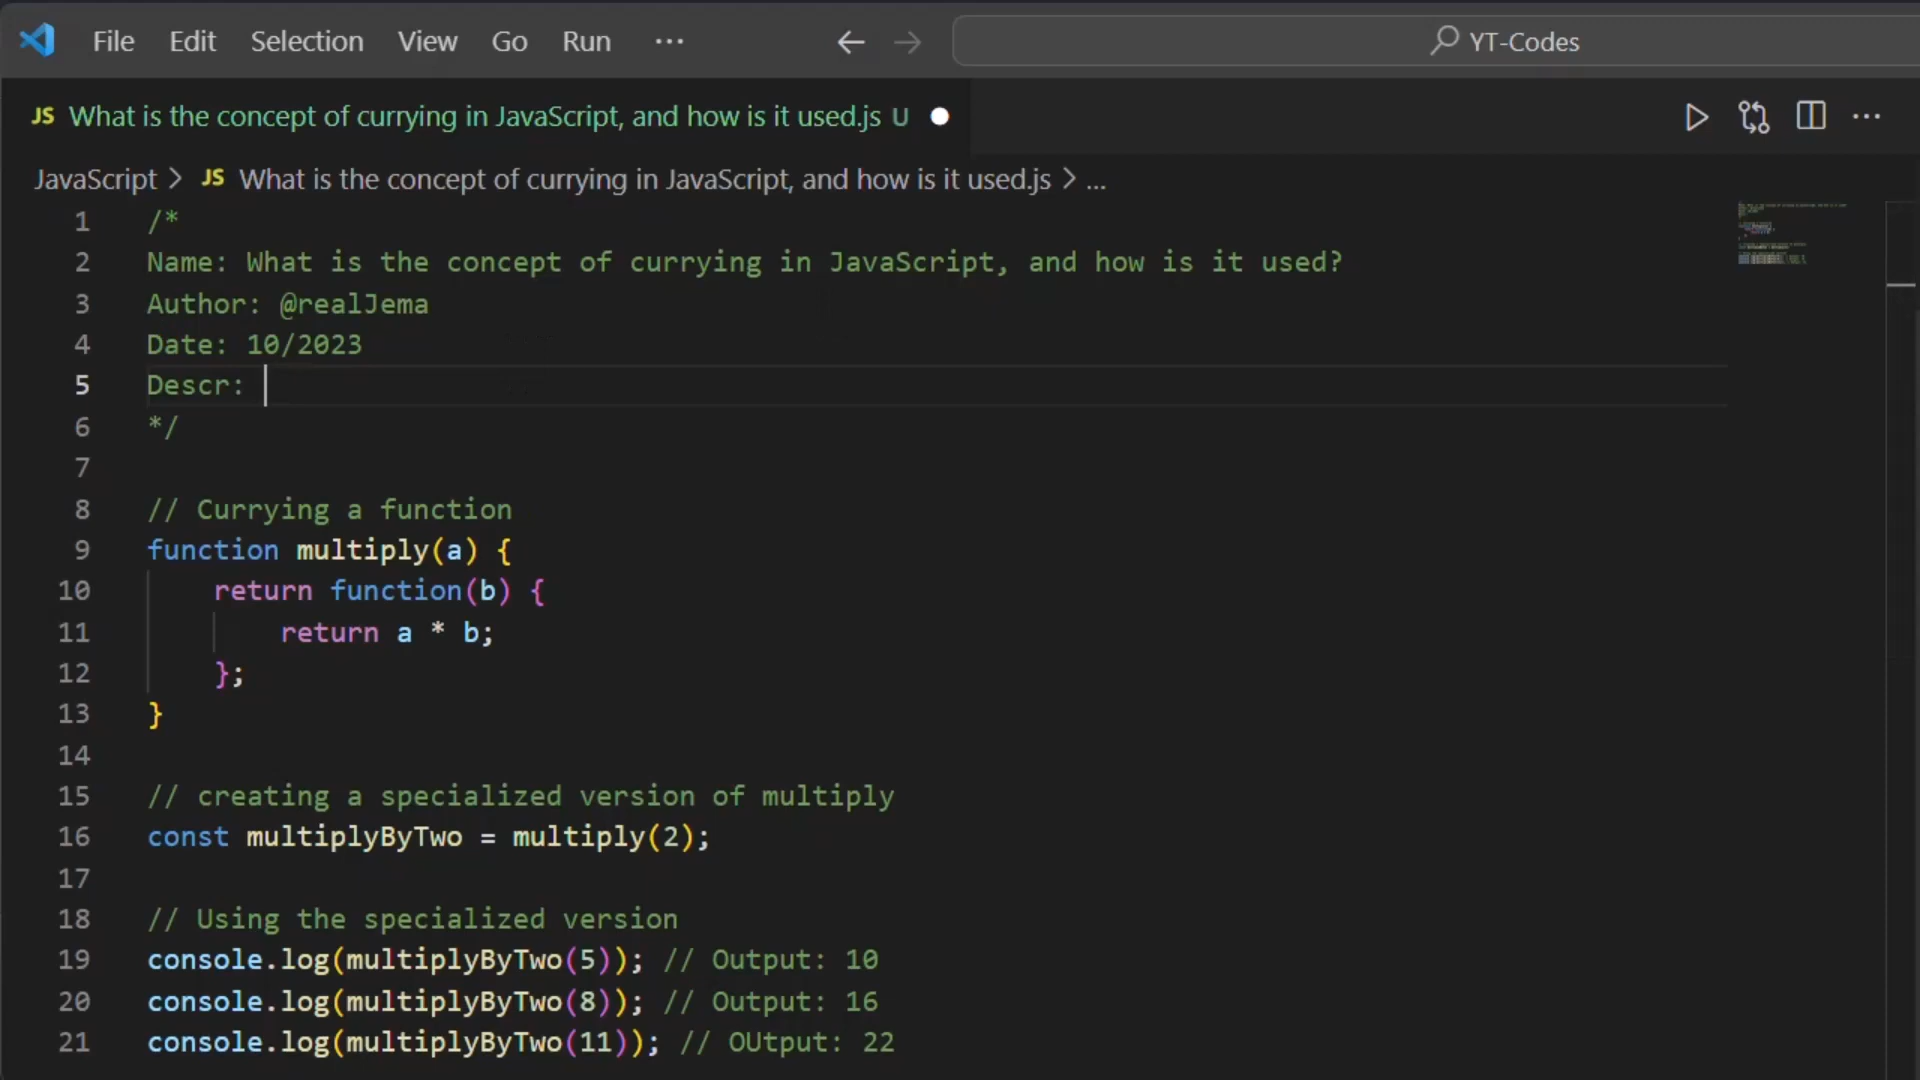 File Edit Selection View Go Run ··· YT-Codes
JS What is the concept of currying in JavaScript, and how is it used.js U
JavaScript > JS What is the concept of currying in JavaScript, and how is it used.js > ...
1 /*
2 Name: What is the concept of currying in JavaScript, and how is it used?
3 Author: @realJema
4 Date: 10/2023
5 Descr:
6 */
7
8 // Currying a function
9 function multiply(a) {
10 return function(b) {
11 return a * b;
12 };
13 }
14
15 // creating a specialized version of multiply
16 const multiplyByTwo = multiply(2);
17
18 // Using the specialized version
19 console.log(multiplyByTwo(5)); // Output: 10
20 console.log(multiplyByTwo(8)); // Output: 16
21 console.log(multiplyByTwo(11)); // OUtput: 22